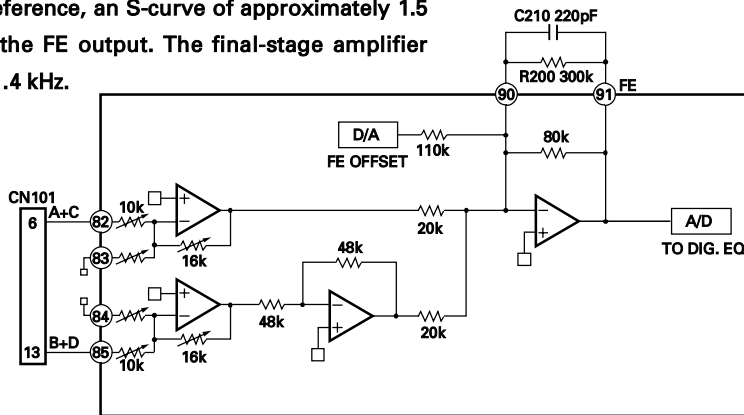 eference, an S-curve of approximately 1.5
the FE output. The final-stage amplifier
.4 kHz.
C210 220pF
R200 300k
90
91
FE
D/A
110k
FE OFFSET
80k
CN101
6
A+C
82
10k
83
16k
20k
A/D
TO DIG. EQ
48k
84
48k
20k
13
B+D
85
10k
16k